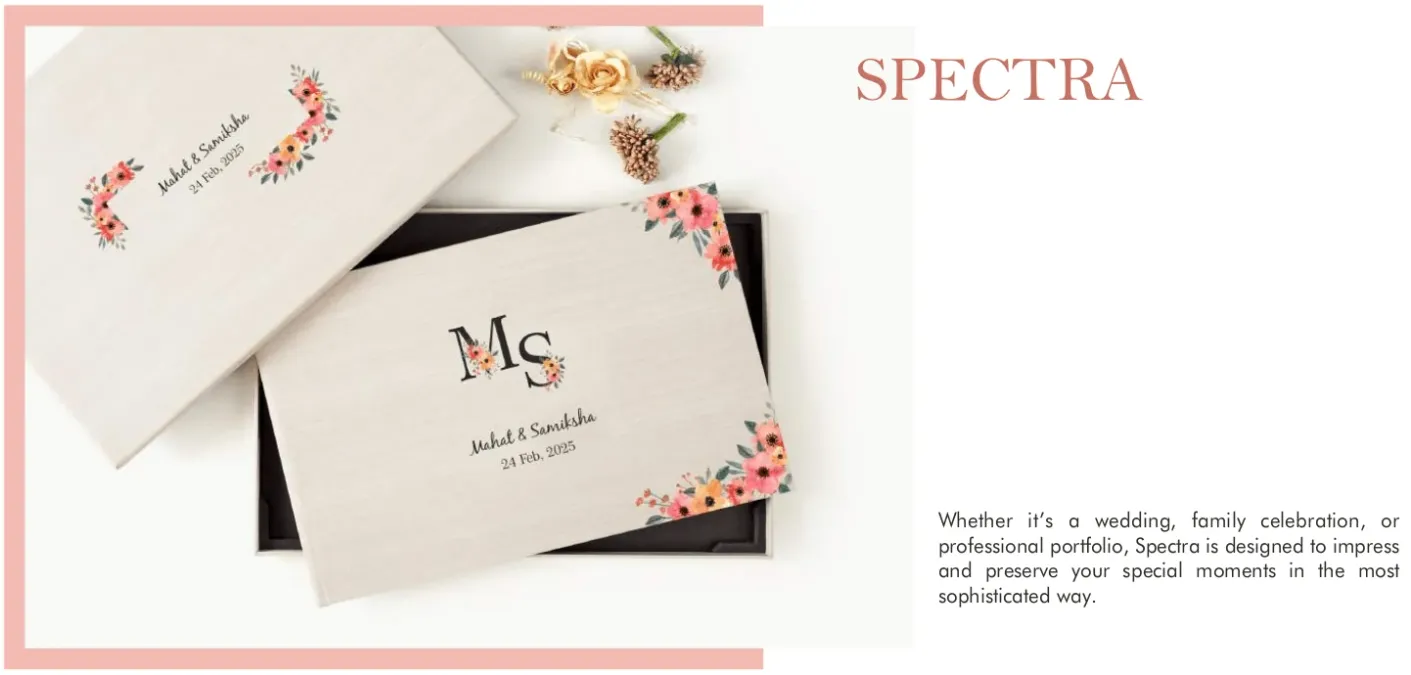 SPECTRA
Mahat & Samiksha
24 Feb, 2025
MS
Mahat & Samiksha
24 Feb, 2025
Whether it’s a wedding, family celebration, or
professional portfolio, Spectra is designed to impress
and preserve your special moments in the most
sophisticated way.